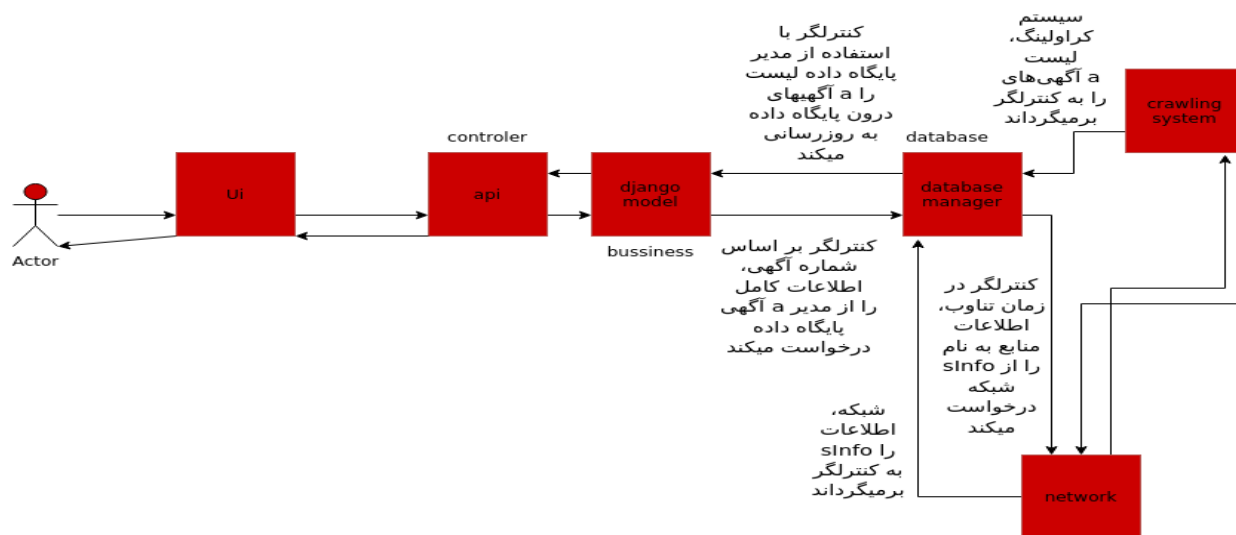 کنترلگر با
استفاده از مدیر
پایگاه داده لیست
را a آگهیهای
درون پایگاه داده
به روزرسانی
میکند
سیستم
کراولینگ،
لیست
a آگهی‌های
را به کنترلگر
برمیگرداند
crawling
system
controler
database
Ui
api
django
model
database
manager
Actor
bussiness
کنترلگر بر اساس
شماره آگهی،
اطلاعات کامل
را از مدیر a آگهی
پایگاه داده
درخواست میکند
کنترلگر در
زمان تناوب،
اطلاعات
منابع به نام
را از sInfo
شبکه
درخواست
میکند
شبکه،
اطلاعات
را sInfo
به کنترلگر
برمیگرداند
network